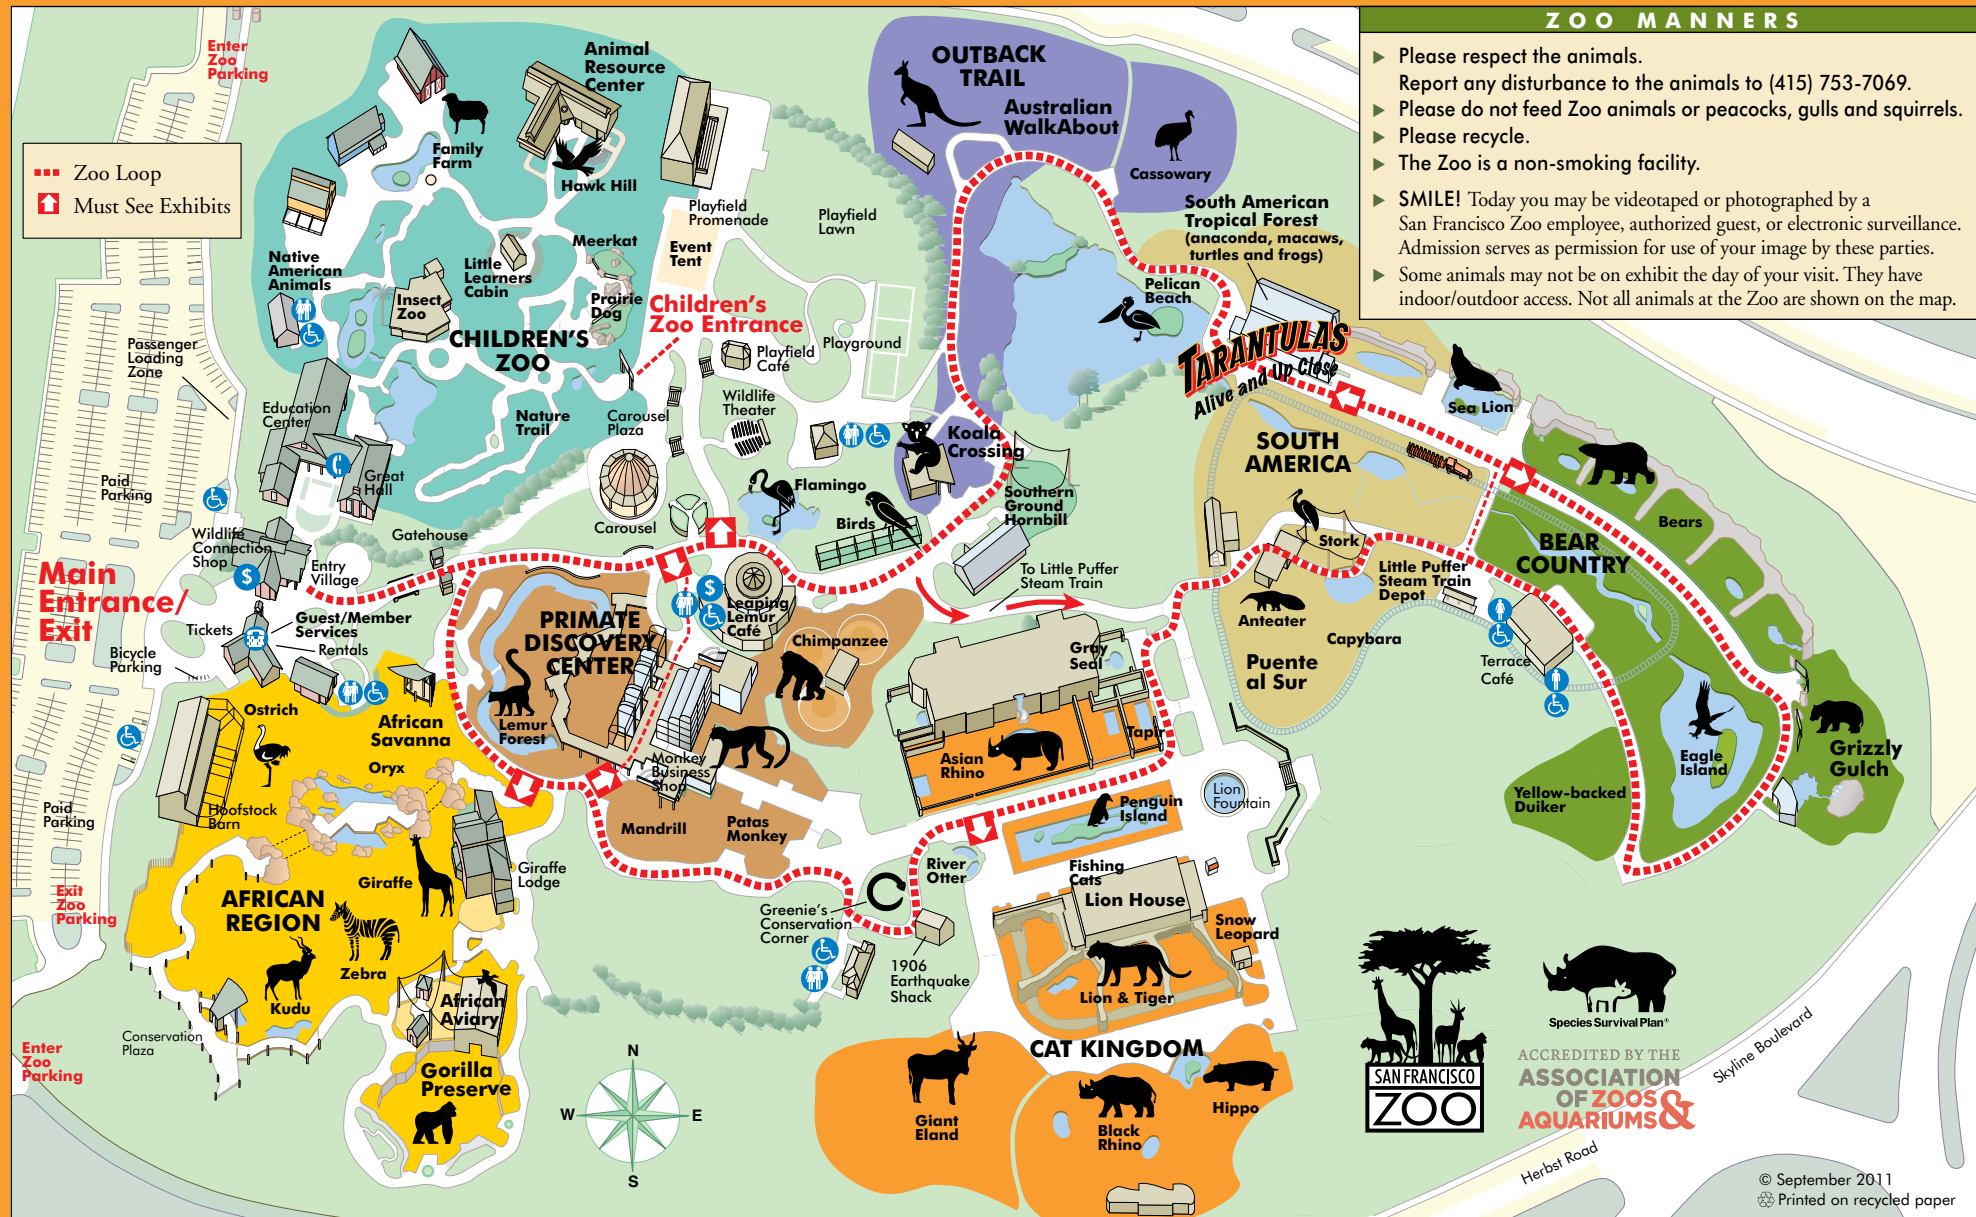 Enter
Zoo
Parking
Zoo Loop
Must See Exhibits
Animal
Resource
Center
Family
Farm
Hawk Hill
Native
American
Animals
Little
Learners
Cabin
Insect
Zoo
Meerkat
Prairie
Dog
CHILDREN'S
ZOO
Nature
Trail
Playfield
Promenade
Event
Tent
Playfield
Lawn
Children's
Zoo Entrance
Playfield
Café
Playground
Wildlife
Theater
Carousel
Plaza
Carousel
Passenger
Loading
Zone
Education
Center
Great
Hall
Paid
Parking
Wildlife
Connection
Shop
$
Gatehouse
Entry
Village
Main
Entrance/
Exit
Tickets
Guest/Member
Services
Rentals
Bicycle
Parking
OUTBACK
TRAIL
Australian
WalkAbout
Cassowary
South American
Tropical Forest
(anaconda, macaws,
turtles and frogs)
Pelican
Beach
TARANTULAS
Alive and Up Close
Sea Lion
SOUTH
AMERICA
Koala
Crossing
Flamingo
Birds
Southern
Ground
Hornbill
To Little Puffer
Steam Train
Stork
Little Puffer
Steam Train
Depot
Anteater
Capybara
Puente
al Sur
BEAR
COUNTRY
Bears
Terrace
Café
Eagle
Island
Grizzly
Gulch
Yellow-backed
Duiker
PRIMATE
DISCOVERY
CENTER
$
Leaping
Lemur
Café
Chimpanzee
Lemur
Forest
Monkey
Business
Shop
Mandrill
Patas
Monkey
Gray
Seal
Asian
Rhino
Tapir
Penguin
Island
Lion
Fountain
River
Otter
Fishing
Cats
Lion House
Snow
Leopard
Lion & Tiger
Greenie's
Conservation
Corner
1906
Earthquake
Shack
CAT KINGDOM
Giant
Eland
Black
Rhino
Hippo
Ostrich
African
Savanna
Oryx
Hoofstock
Barn
Paid
Parking
Exit
Zoo
Parking
AFRICAN
REGION
Giraffe
Giraffe
Lodge
Zebra
Kudu
African
Aviary
Gorilla
Preserve
Conservation
Plaza
Enter
Zoo
Parking
N
W
E
S
ZOO MANNERS
Please respect the animals.
Report any disturbance to the animals to (415) 753-7069.
Please do not feed Zoo animals or peacocks, gulls and squirrels.
Please recycle.
The Zoo is a non-smoking facility.
SMILE! Today you may be videotaped or photographed by a
San Francisco Zoo employee, authorized guest, or electronic surveillance.
Admission serves as permission for use of your image by these parties.
Some animals may not be on exhibit the day of your visit. They have
indoor/outdoor access. Not all animals at the Zoo are shown on the map.
SAN FRANCISCO
ZOO
Species Survival Plan®
ACCREDITED BY THE
ASSOCIATION
OF ZOOS
AQUARIUMS &
Skyline Boulevard
Herbst Road
© September 2011
Printed on recycled paper